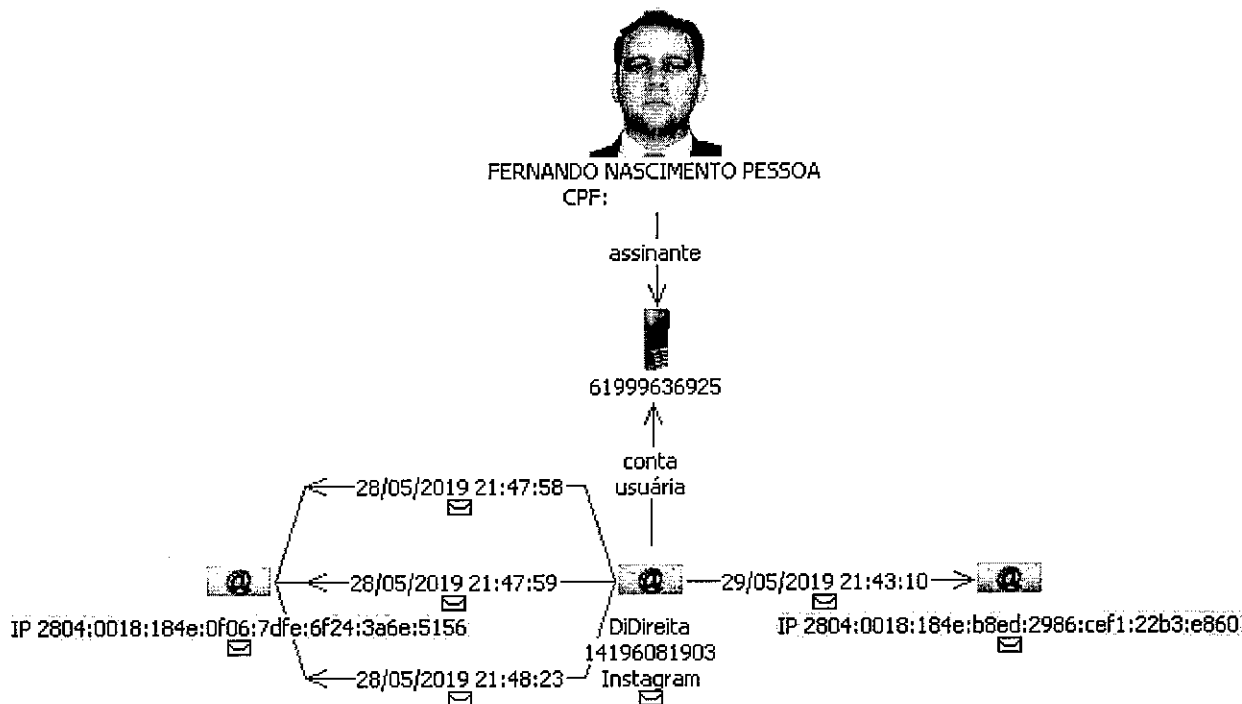 FERNANDO NASCIMENTO PESSOA
CPF:
assinante
61999636925
conta
usuária
28/05/2019 21:47:58
@
28/05/2019 21:47:59
@
29/05/2019 21:43:10
@
IP 2804:0018:184e:0f06:7dfe:6f24:3a6e:5156
DiDireita
14196081903
Instagram
IP 2804:0018:184e:b8ed:2986:cef1:22b3:e860
28/05/2019 21:48:23